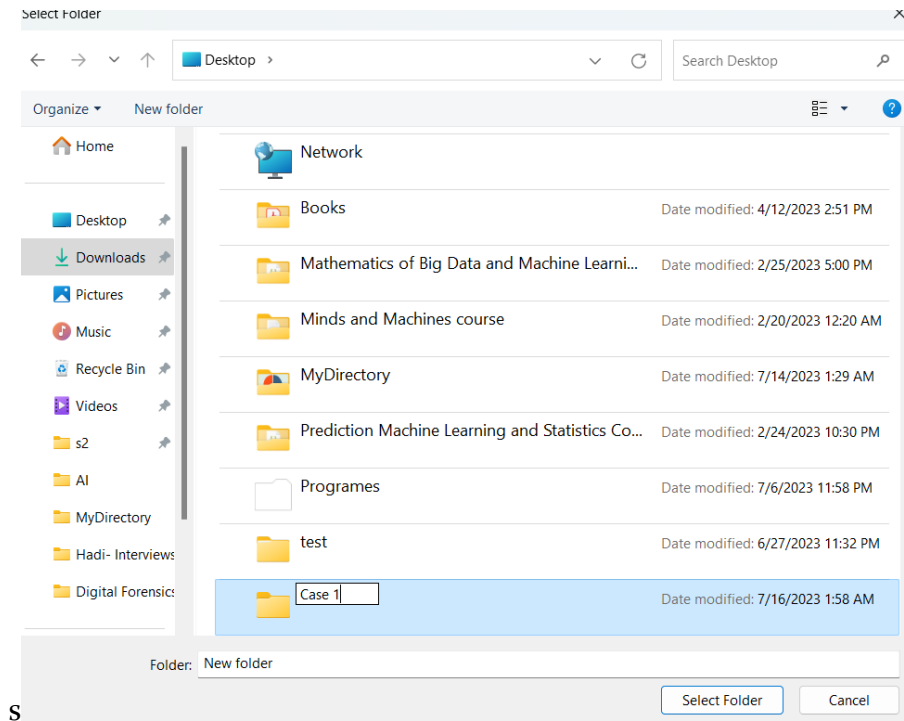 Select Folder
Desktop
Search Desktop
Organize
New folder
Home
Desktop
Downloads
Pictures
Music
Recycle Bin
Videos
s2
AI
MyDirectory
Hadi- Interviews
Digital Forensics
Network
Books Date modified: 4/12/2023 2:51 PM
Mathematics of Big Data and Machine Learni... Date modified: 2/25/2023 5:00 PM
Minds and Machines course Date modified: 2/20/2023 12:20 AM
MyDirectory Date modified: 7/14/2023 1:29 AM
Prediction Machine Learning and Statistics Co... Date modified: 2/24/2023 10:30 PM
Programes Date modified: 7/6/2023 11:58 PM
test Date modified: 6/27/2023 11:32 PM
Case 1 Date modified: 7/16/2023 1:58 AM
Folder: New folder
Select Folder
Cancel
S